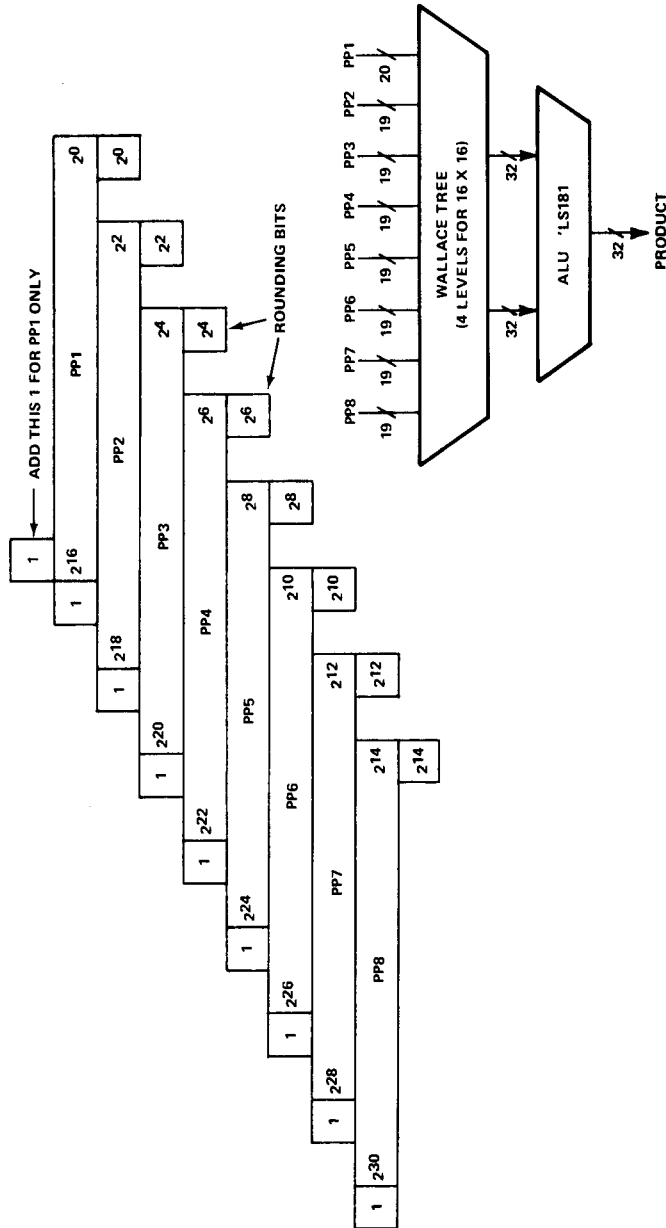 1 ADD THIS 1 FOR PP1 ONLY
1 2^16 PP1 2^0
1 2^18 PP2 2^2 2^0
1 2^20 PP3 2^4 2^2
1 2^22 PP4 2^6 2^4
1 2^24 PP5 2^8 2^6
1 2^26 PP6 2^10 2^8
1 2^28 PP7 2^12 2^10
1 2^30 PP8 2^14 2^12
2^14
ROUNDING BITS
PP8 PP7 PP6 PP5 PP4 PP3 PP2 PP1
19 19 19 19 19 19 19 20
WALLACE TREE
(4 LEVELS FOR 16 X 16)
32 32
ALU 'LS181
32
PRODUCT